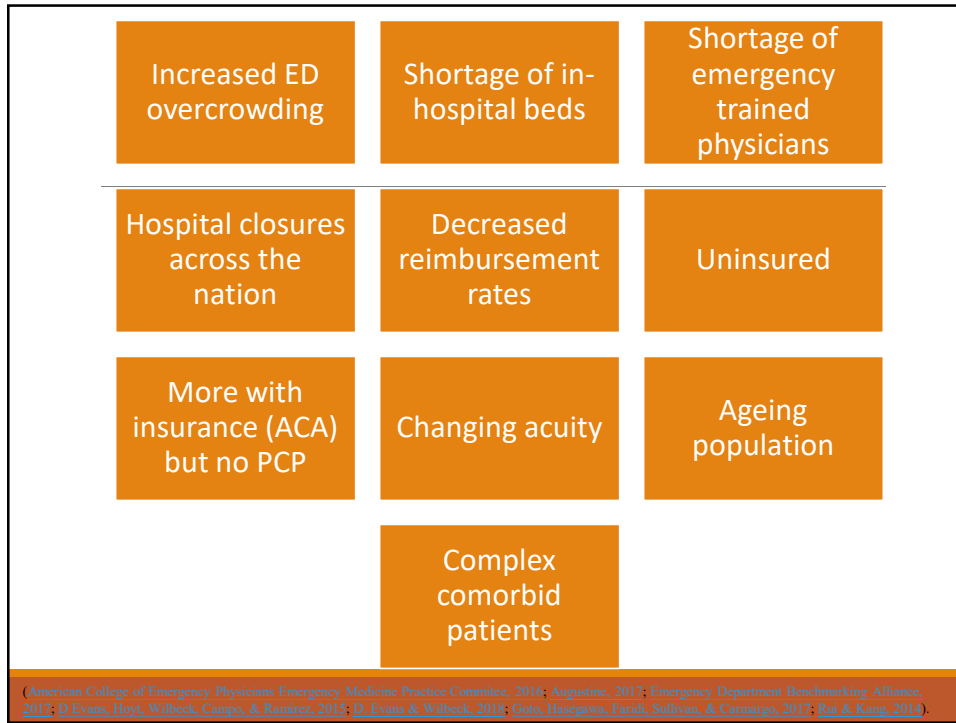 Increased ED
overcrowding
Shortage of in-
hospital beds
Shortage of
emergency
trained
physicians
Hospital closures
across the
nation
Decreased
reimbursement
rates
Uninsured
More with
insurance (ACA)
but no PCP
Changing acuity
Ageing
population
Complex
comorbid
patients
(American College of Emergency Physicians Emergency Medicine Practice Commitee, 2016; Augustine, 2017; Emergency Department Benchmarking Alliance,
2017; D Evans, Hoyt, Wilbeck, Campo, & Ramirez, 2015; D. Evans & Wilbeck, 2018; Goto, Hasegawa, Faridi, Sullivan, & Carmargo, 2017; Rui & Kang, 2014).